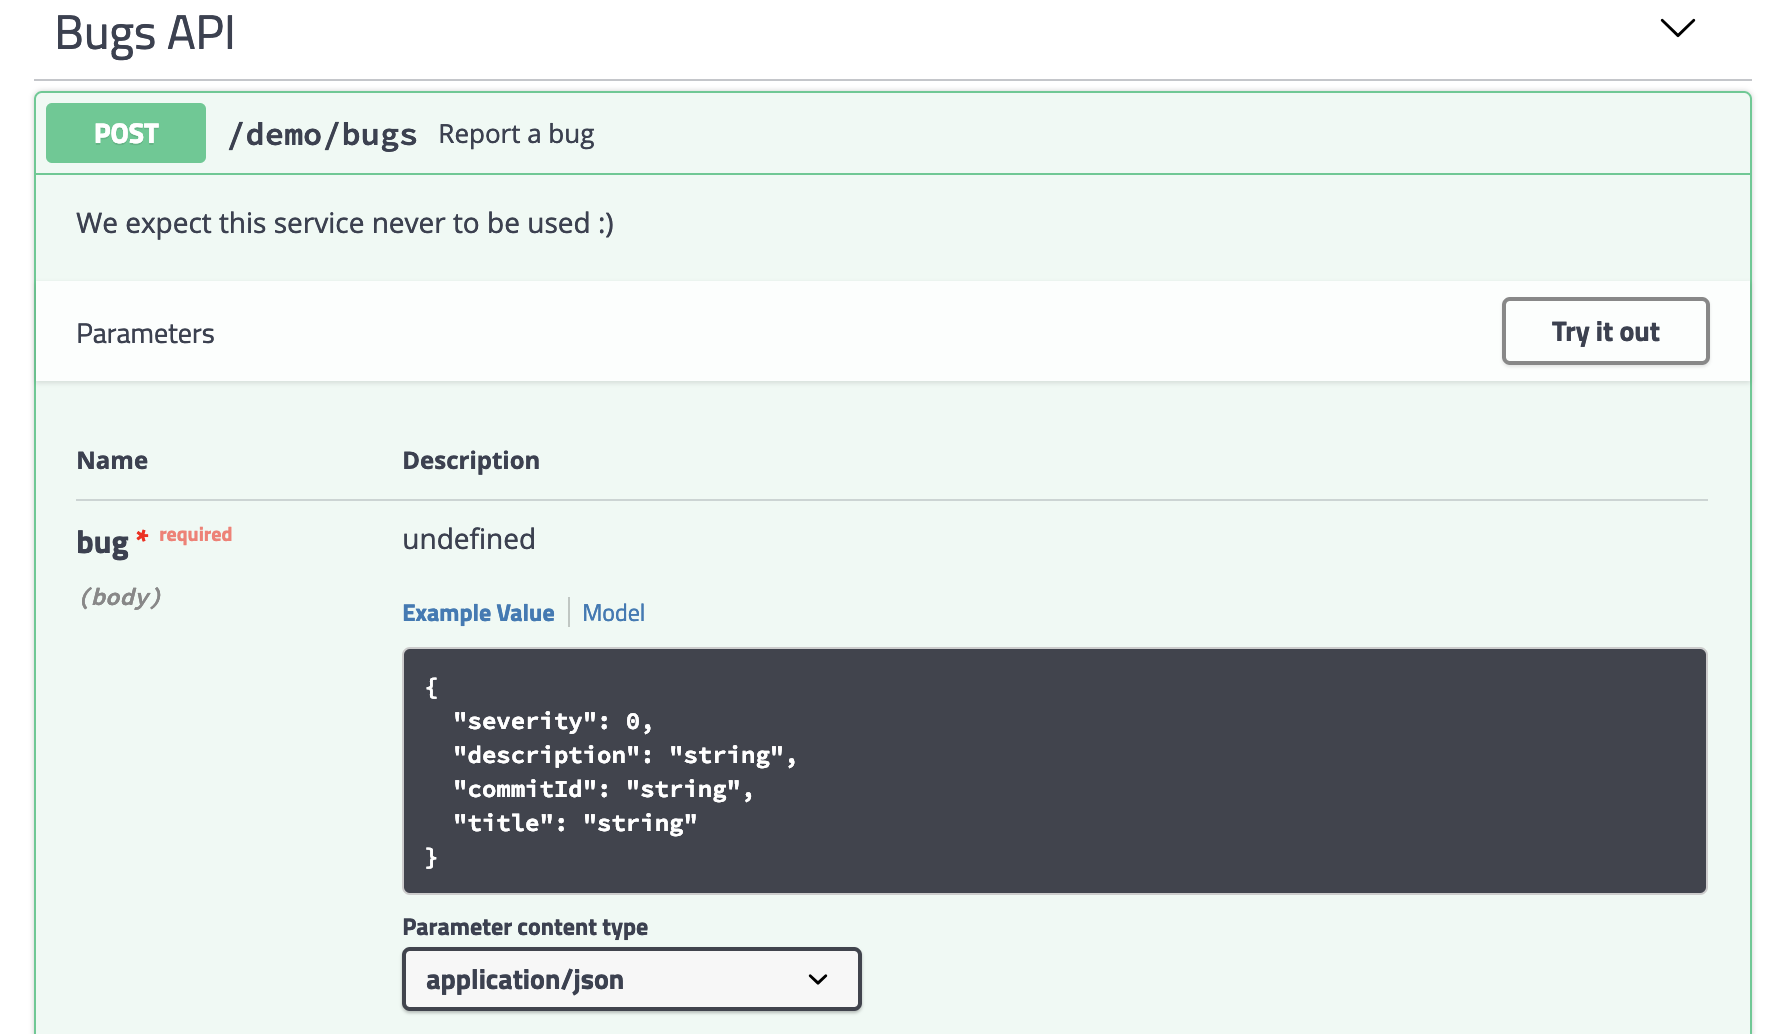 Bugs API
POST /demo/bugs Report a bug
We expect this service never to be used :)
Parameters Try it out
Name Description
bug * required undefined
(body)
Example Value Model
{
  "severity": 0,
  "description": "string",
  "commitId": "string",
  "title": "string"
}
Parameter content type
application/json